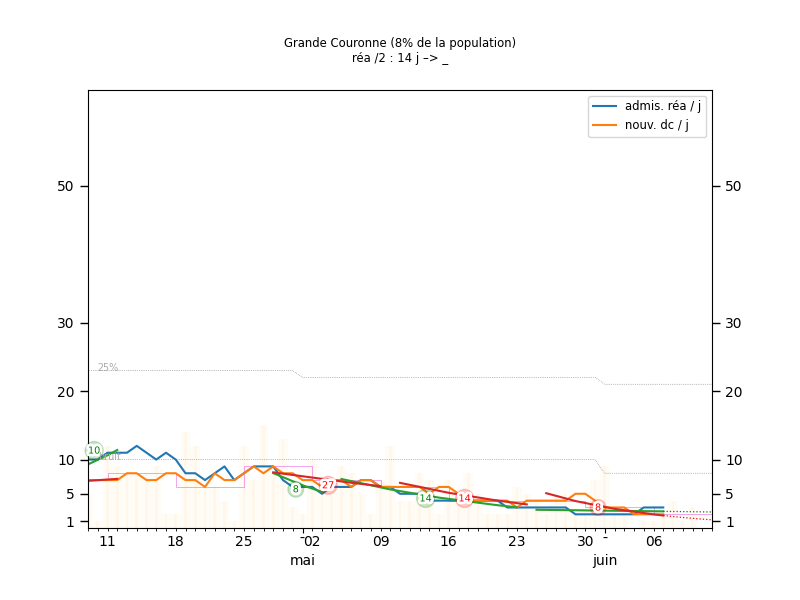 Grande Couronne (8% de la population)
réa /2 : 14 j –> _
admis. réa / j
nouv. dc / j
50 50
30 30
25%
20 20
10 10
10
5 5
8 27 14 14 8
1 1
11 18 25 02 09 16 23 30 06
mai juin